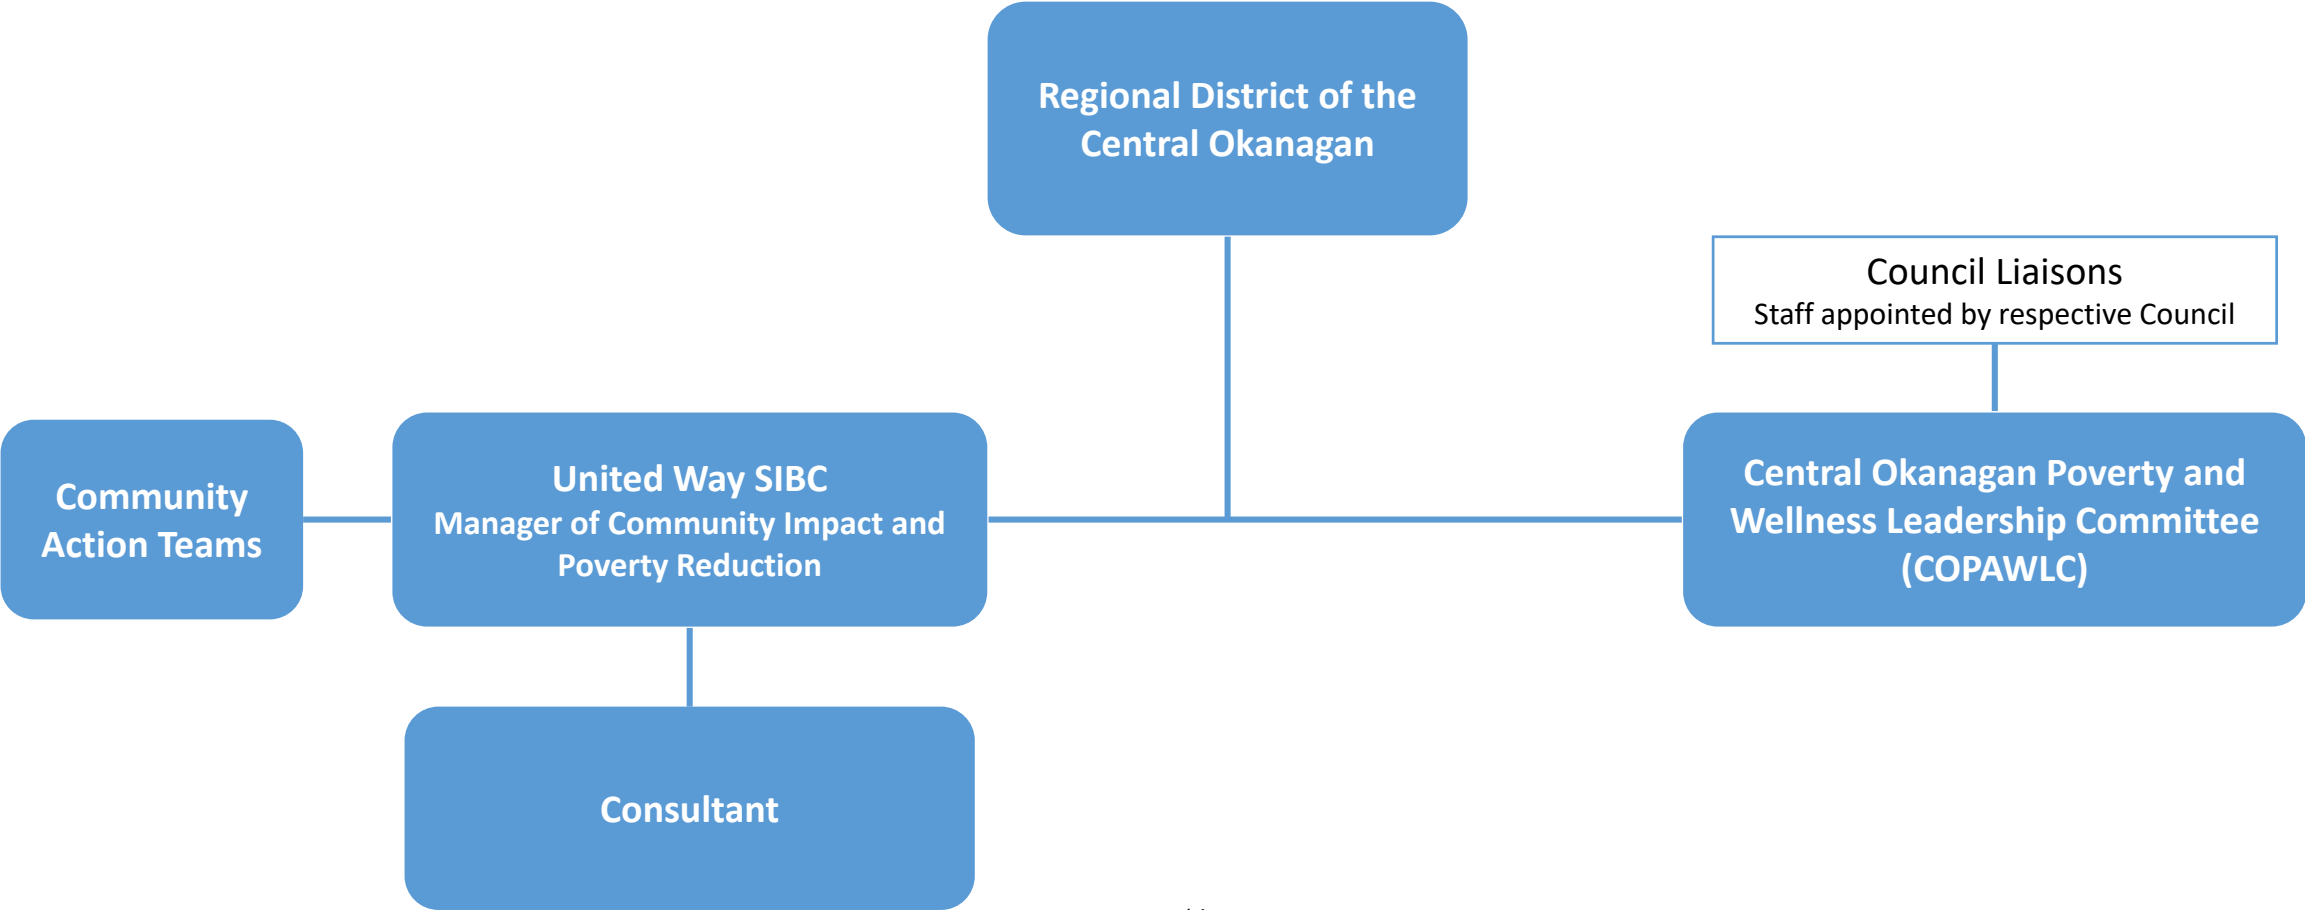 Regional District of the
Central Okanagan
Council Liaisons
Staff appointed by respective Council
Community
Action Teams
United Way SIBC
Manager of Community Impact and
Poverty Reduction
Central Okanagan Poverty and
Wellness Leadership Committee
(COPAWLC)
Consultant